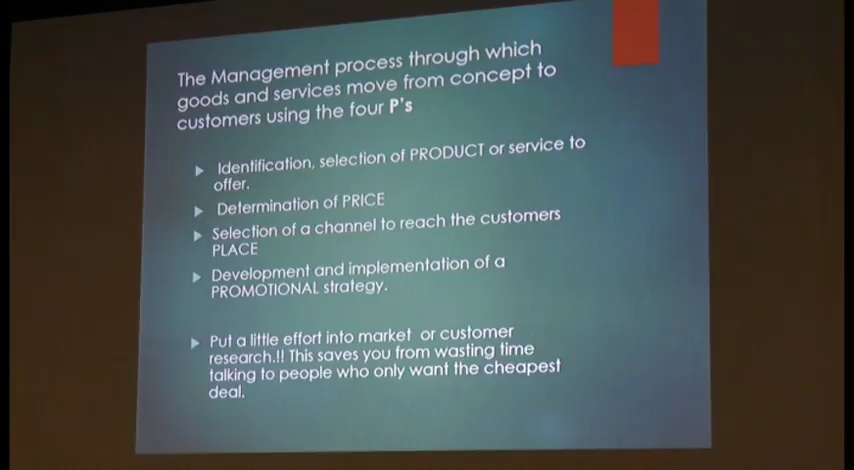 The Management process through which
goods and services move from concept to
customers using the four P's
Identification, selection of PRODUCT or service to
offer.
Determination of PRICE
Selection of a channel to reach the customers
PLACE
Development and implementation of a
PROMOTIONAL strategy.
Put a little effort into market or customer
research.!! This saves you from wasting time
talking to people who only want the cheapest
deal.